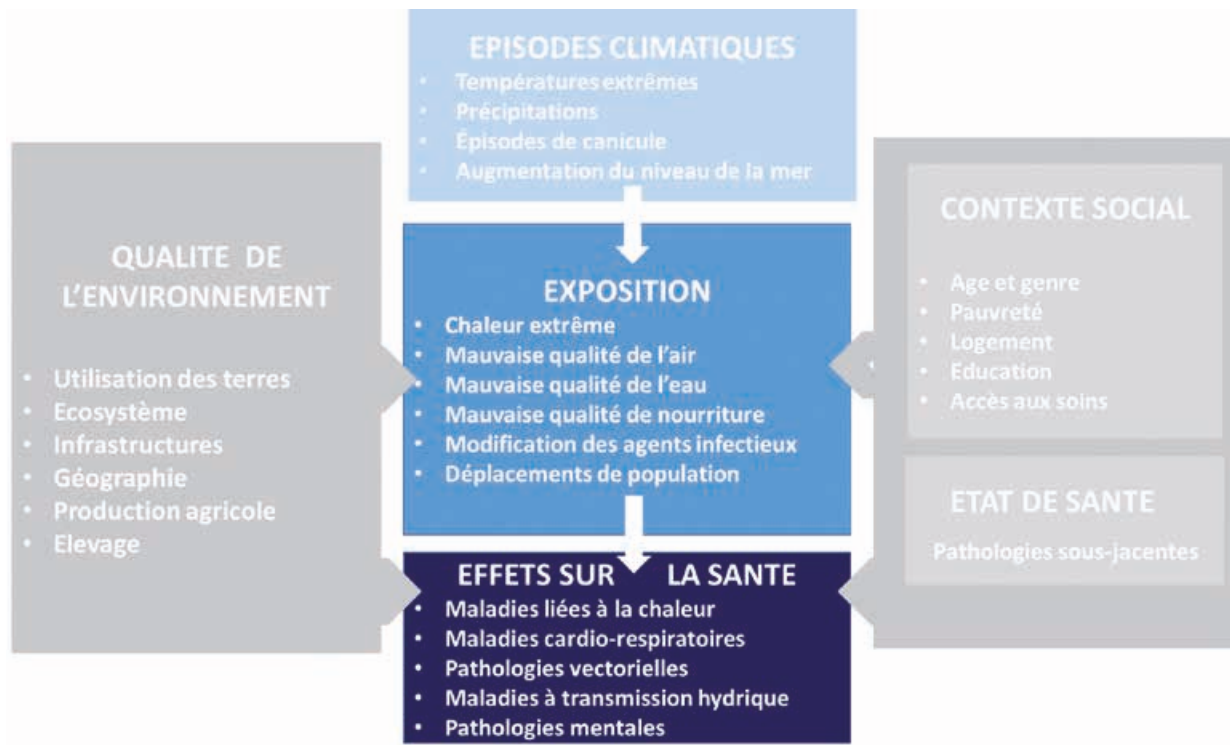 EPISODES CLIMATIQUES
• Températures extrêmes
• Précipitations
• Épisodes de canicule
• Augmentation du niveau de la mer
QUALITE DE
L'ENVIRONNEMENT
• Utilisation des terres
• Ecosystème
• Infrastructures
• Géographie
• Production agricole
• Elevage
EXPOSITION
• Chaleur extrême
• Mauvaise qualité de l'air
• Mauvaise qualité de l'eau
• Mauvaise qualité de nourriture
• Modification des agents infectieux
• Déplacements de population
CONTEXTE SOCIAL
• Age et genre
• Pauvreté
• Logement
• Education
• Accès aux soins
ETAT DE SANTE
Pathologies sous-jacentes
EFFETS SUR LA SANTE
• Maladies liées à la chaleur
• Maladies cardio-respiratoires
• Pathologies vectorielles
• Maladies à transmission hydrique
• Pathologies mentales